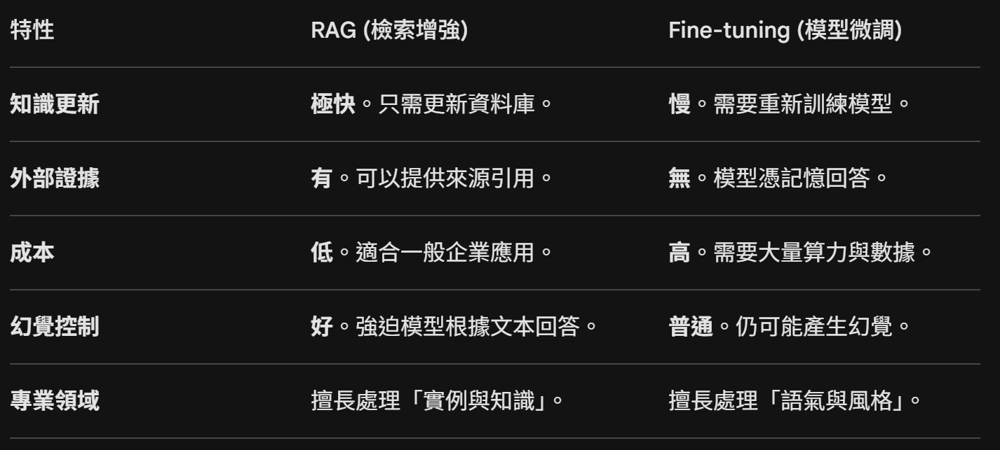 特性 RAG (檢索增強) Fine-tuning (模型微調)
知識更新 極快。只需更新資料庫。 慢。需要重新訓練模型。
外部證據 有。可以提供來源引用。 無。模型憑記憶回答。
成本 低。適合一般企業應用。 高。需要大量算力與數據。
幻覺控制 好。強迫模型根據文本回答。 普通。仍可能產生幻覺。
專業領域 擅長處理「實例與知識」。 擅長處理「語氣與風格」。